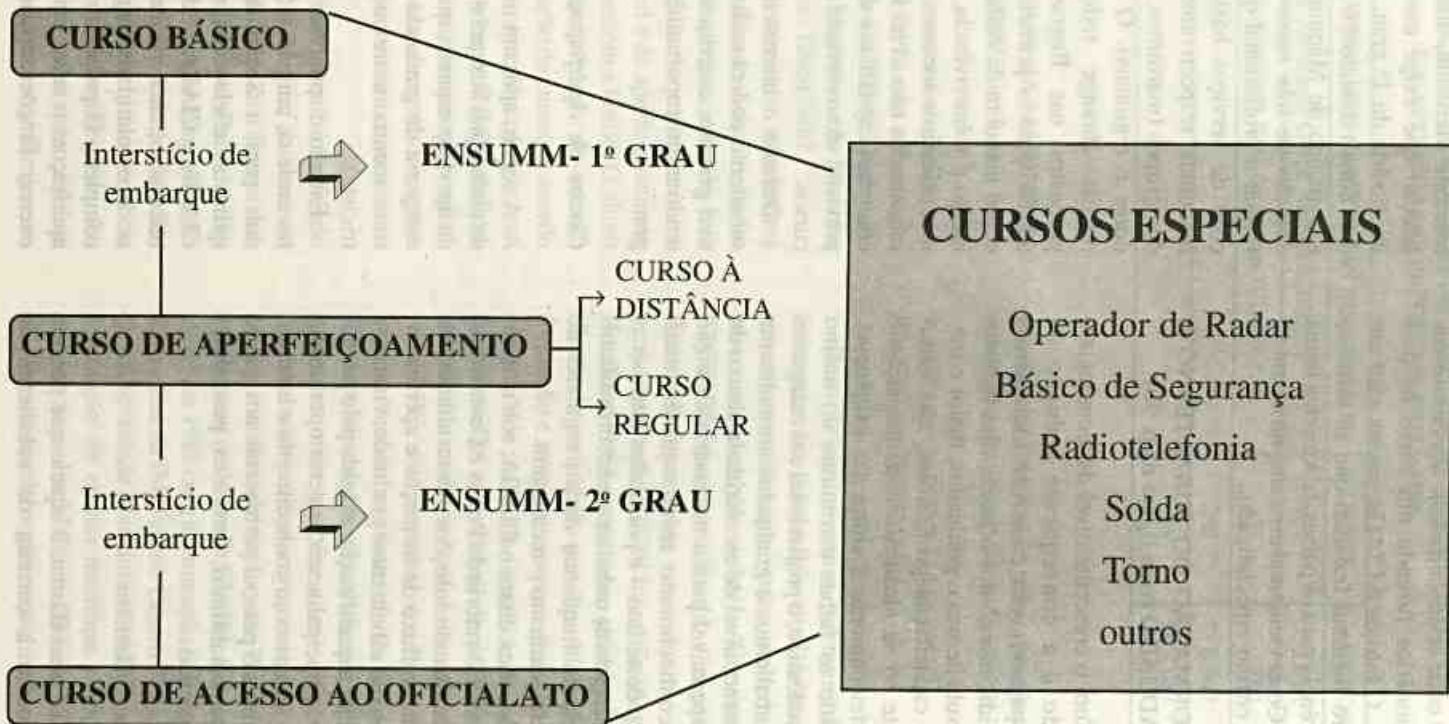 CURSO BÁSICO
Interstício de
embarque
ENSUMM- 1º GRAU
CURSO DE APERFEIÇOAMENTO
CURSO À
DISTÂNCIA
CURSO
REGULAR
Interstício de
embarque
ENSUMM- 2º GRAU
CURSO DE ACESSO AO OFICIALATO
CURSOS ESPECIAIS
Operador de Radar
Básico de Segurança
Radiotelefonia
Solda
Torno
outros